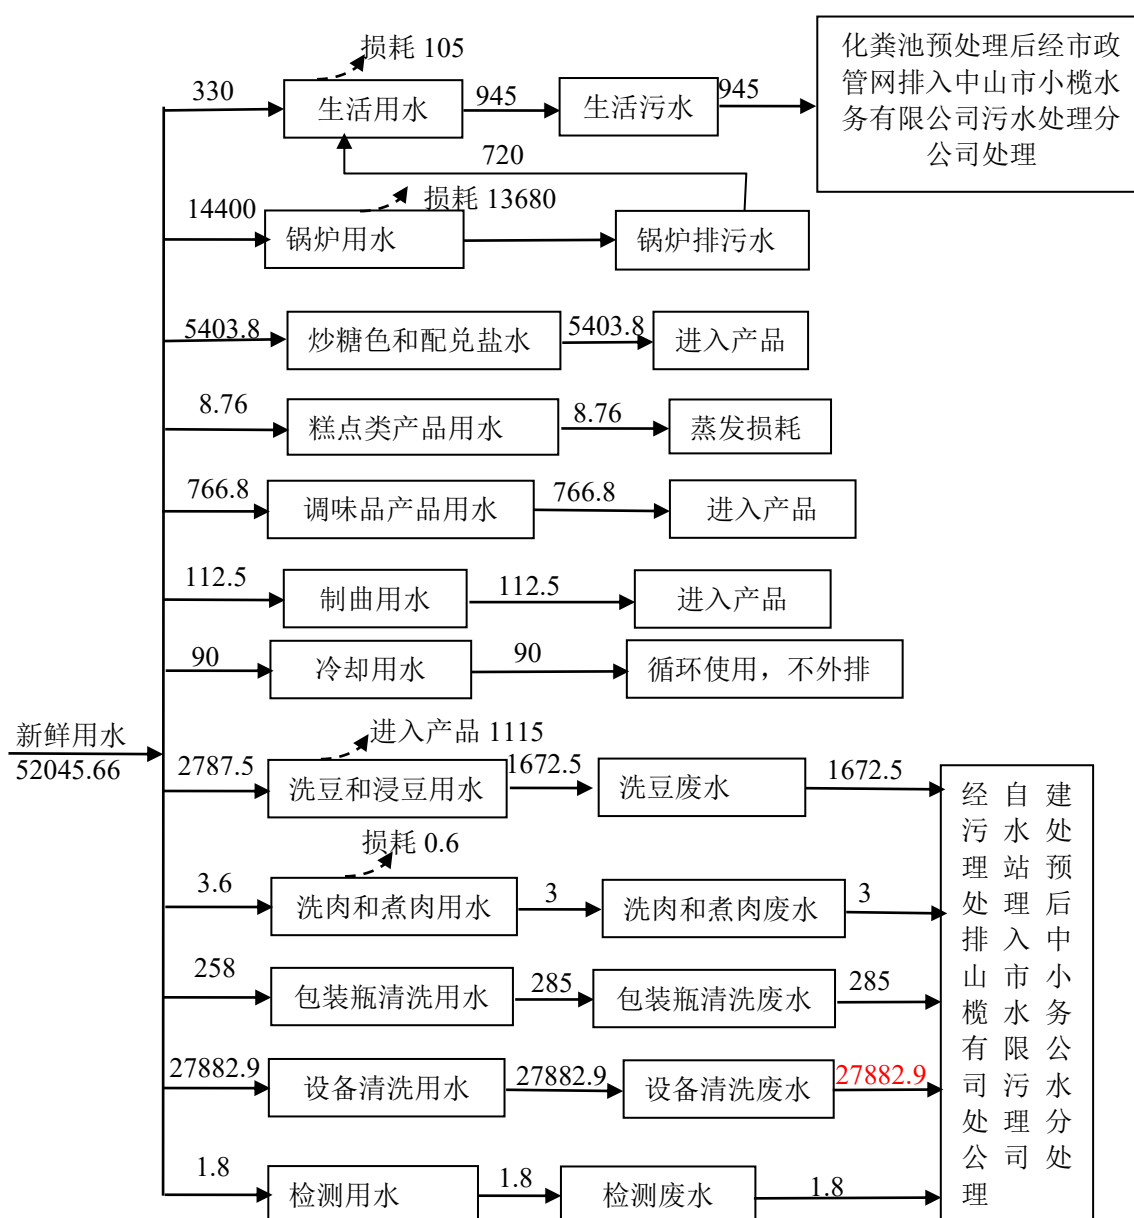 损耗 105
330
生活用水
945
生活污水
945
化粪池预处理后经市政
管网排入中山市小榄水
务有限公司污水处理分
公司处理
720
损耗 13680
14400
锅炉用水
锅炉排污水
5403.8
炒糖色和配兑盐水
5403.8
进入产品
8.76
糕点类产品用水
8.76
蒸发损耗
766.8
调味品产品用水
766.8
进入产品
112.5
制曲用水
112.5
进入产品
90
冷却用水
90
循环使用，不外排
新鲜用水
52045.66
进入产品 1115
2787.5
洗豆和浸豆用水
1672.5
洗豆废水
1672.5
损耗 0.6
3.6
洗肉和煮肉用水
3
洗肉和煮肉废水
3
258
包装瓶清洗用水
285
包装瓶清洗废水
285
27882.9
设备清洗用水
27882.9
设备清洗废水
27882.9
1.8
检测用水
1.8
检测废水
1.8
经自建
污水处
理站预
处理后
排入中
山市小
榄水务
有限公
司污水
处理分
公司处
理